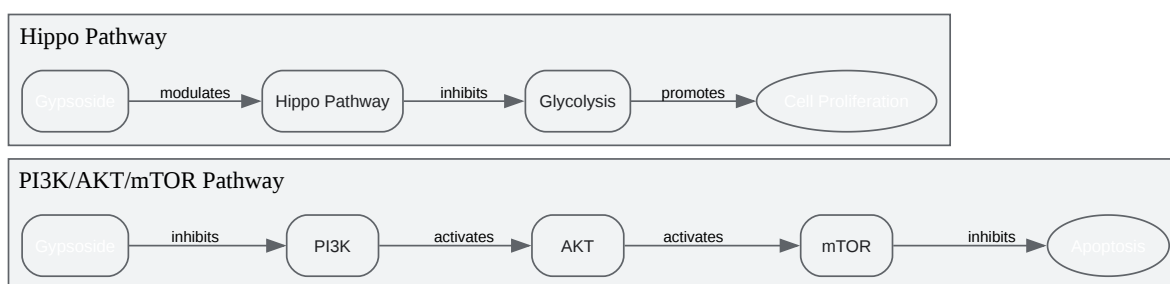 Hippo Pathway
Gypsoside modulates Hippo Pathway inhibits Glycolysis promotes Cell Proliferation
PI3K/AKT/mTOR Pathway
Gypsoside inhibits PI3K activates AKT activates mTOR inhibits Apoptosis